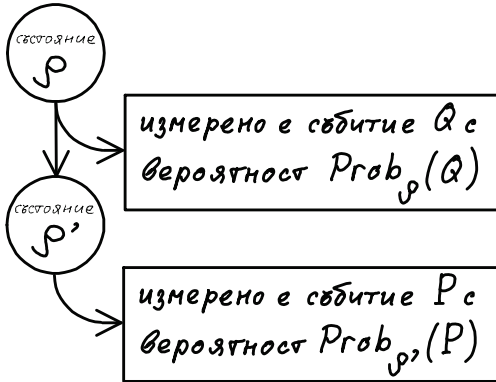 състояние
ρ
измерено е събитие Q с
вероятност Prob_ρ(Q)
състояние
ρ'
измерено е събитие P с
вероятност Prob_ρ'(P)